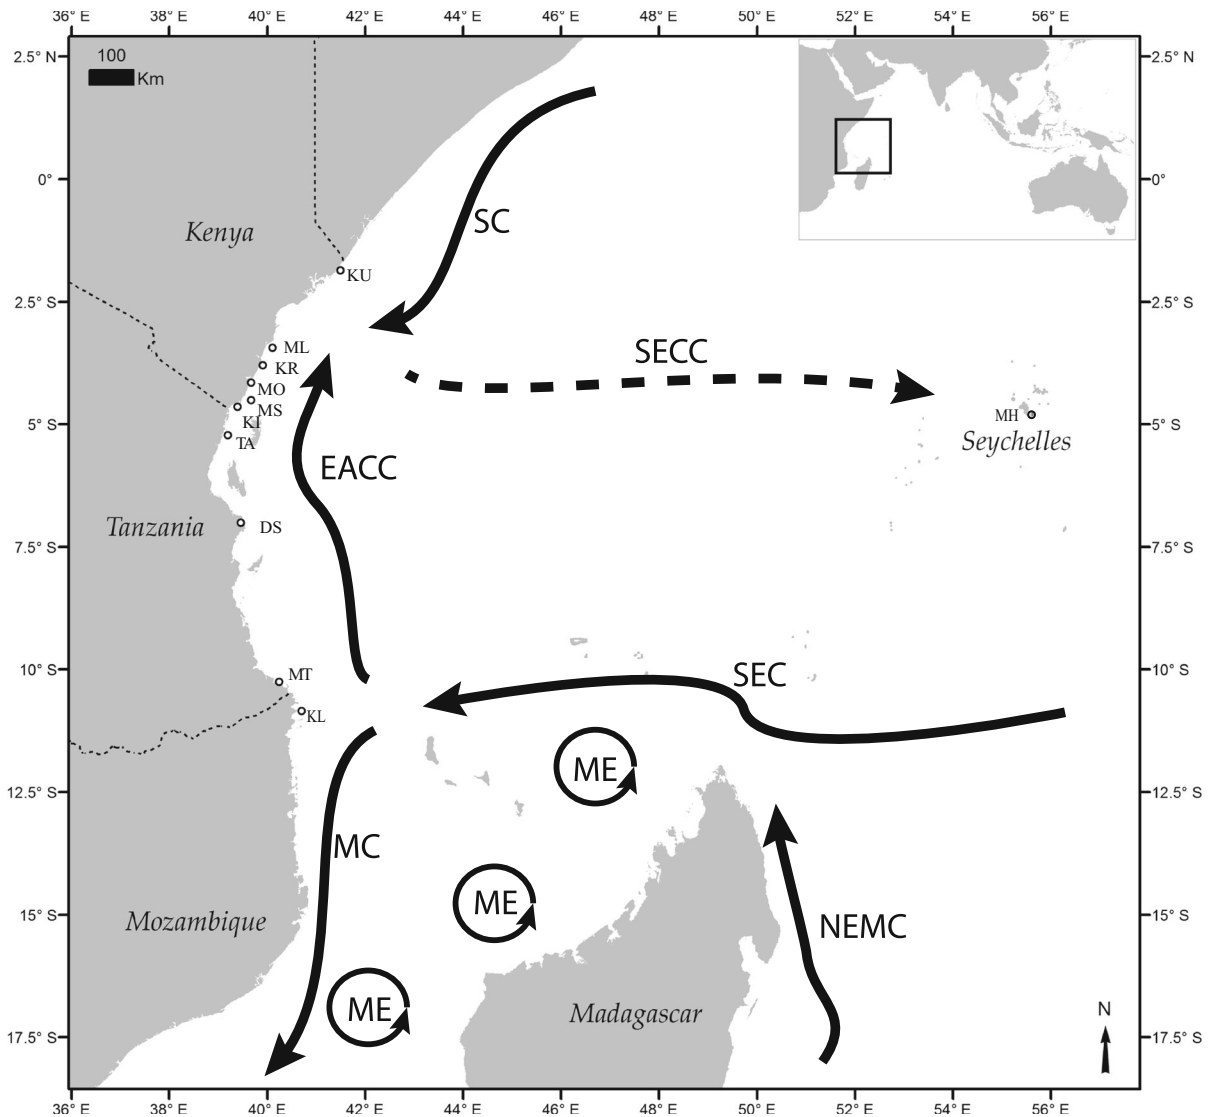 36° E 38° E 40° E 42° E 44° E 46° E 48° E 50° E 52° E 54° E 56° E
2.5° N
100
Km
2.5° N
0°
0°
SC
Kenya
KU
2.5° S
2.5° S
ML
SECC
KR
MO
MS
MH
KI
5° S
5° S
TA
Seychelles
EACC
Tanzania
DS
7.5° S
7.5° S
10° S
MT
SEC
10° S
KL
ME
12.5° S
12.5° S
MC
ME
15° S
Mozambique
NEMC
15° S
ME
Madagascar
N
17.5° S
17.5° S
36° E 38° E 40° E 42° E 44° E 46° E 48° E 50° E 52° E 54° E 56° E